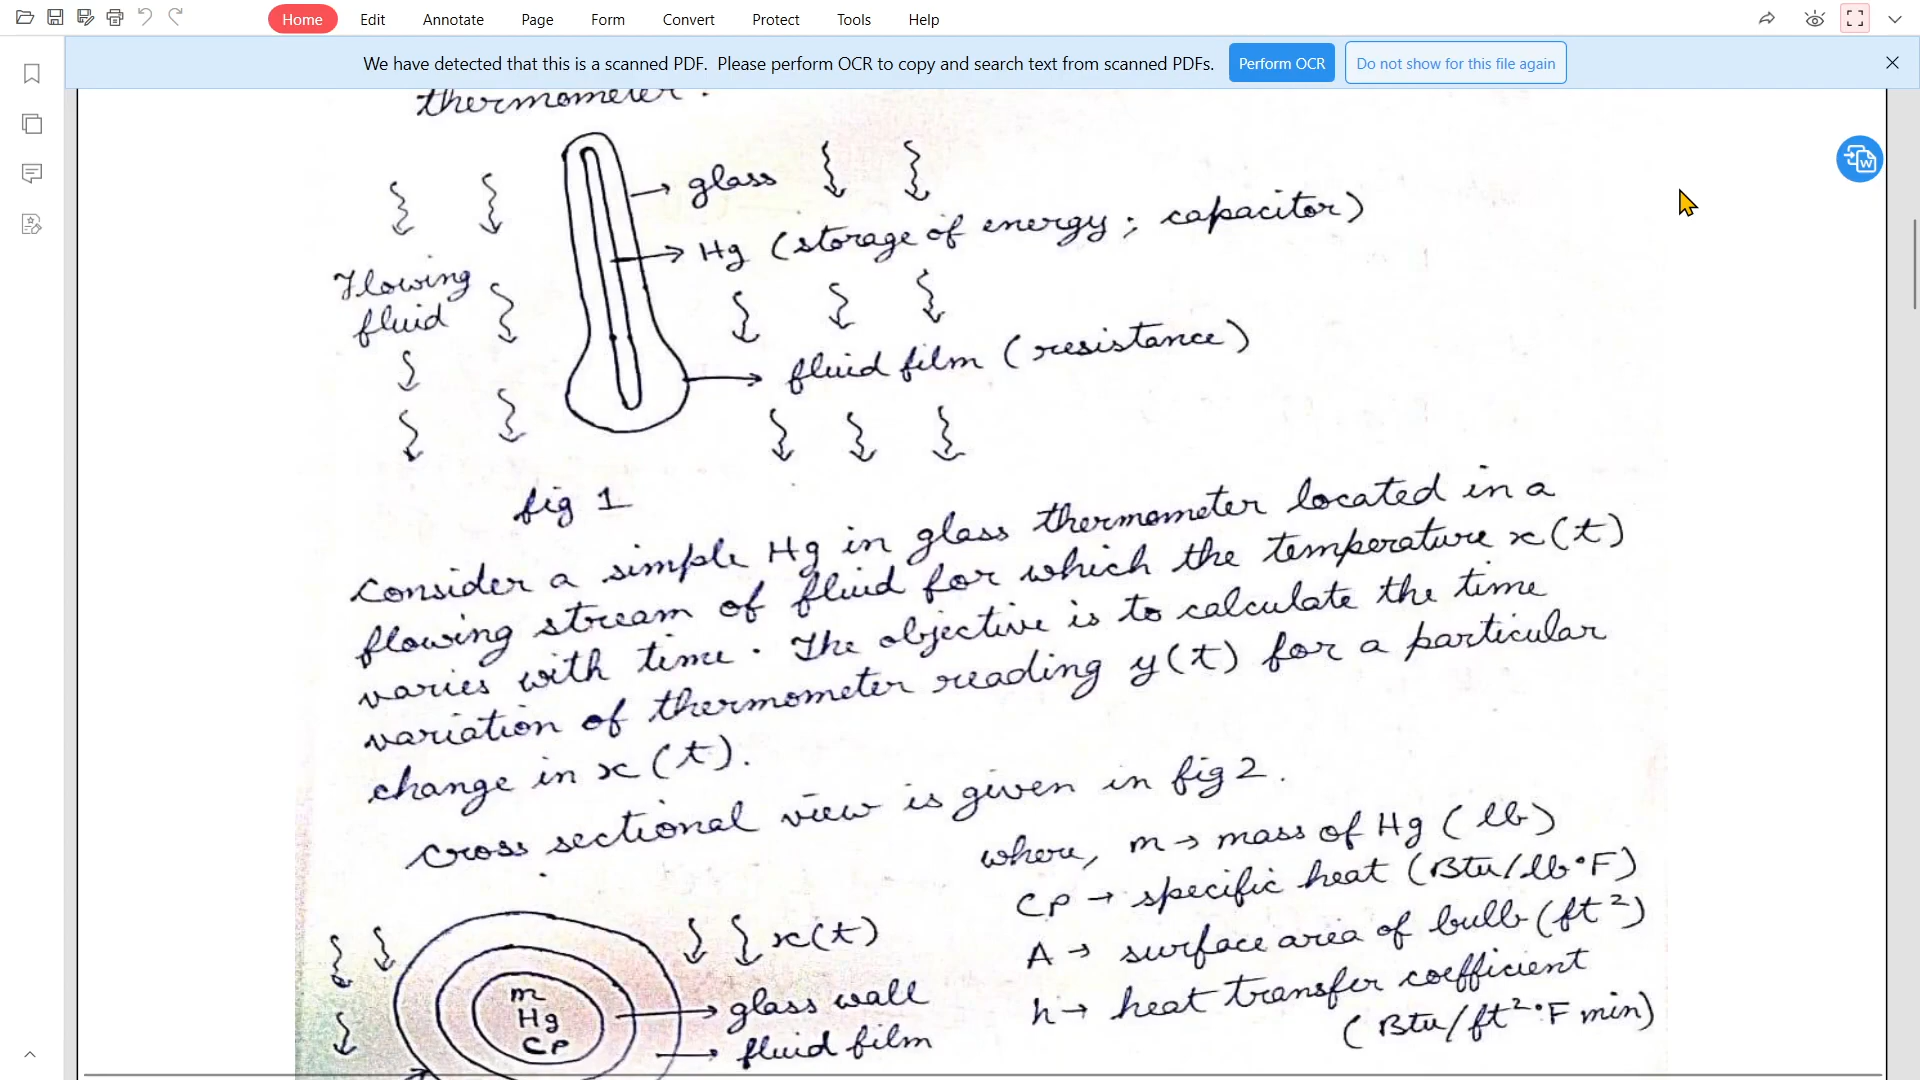 Home Edit Annotate Page Form Convert Protect Tools Help
We have detected that this is a scanned PDF. Please perform OCR to copy and search text from scanned PDFs. Perform OCR Do not show for this file again
thermometer.
glass
Hg (storage of energy; capacitor)
Flowing
fluid
fluid film (resistance)
fig 1
Consider a simple Hg in glass thermometer located in a
flowing stream of fluid for which the temperature x(t)
varies with time. The objective is to calculate the time
variation of thermometer reading y(t) for a particular
change in x(t).
cross sectional view is given in fig 2.
where, m → mass of Hg (lb)
CP → specific heat (Btu/lb°F)
A → surface area of bulb (ft²)
h → heat transfer coefficient
(Btu/ft²°F min)
x(t)
m
Hg
CP
glass wall
fluid film